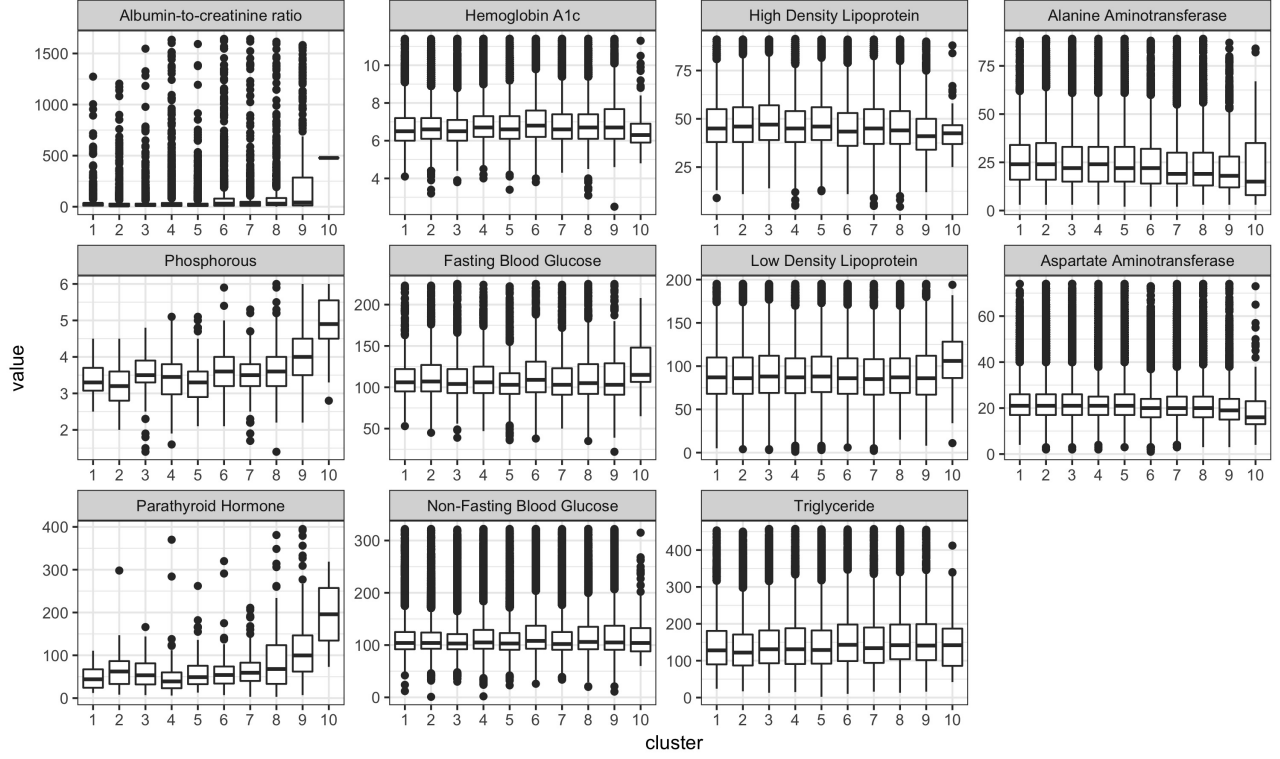 Albumin-to-creatinine ratio
1500
1000
500
0
1 2 3 4 5 6 7 8 9 10
Hemoglobin A1c
10
8
6
4
1 2 3 4 5 6 7 8 9 10
High Density Lipoprotein
75
50
25
1 2 3 4 5 6 7 8 9 10
Alanine Aminotransferase
75
50
25
0
1 2 3 4 5 6 7 8 9 10
Phosphorous
6
5
4
3
2
1 2 3 4 5 6 7 8 9 10
Fasting Blood Glucose
200
150
100
50
1 2 3 4 5 6 7 8 9 10
Low Density Lipoprotein
200
150
100
50
0
1 2 3 4 5 6 7 8 9 10
Aspartate Aminotransferase
60
40
20
0
1 2 3 4 5 6 7 8 9 10
Parathyroid Hormone
400
300
200
100
0
1 2 3 4 5 6 7 8 9 10
Non-Fasting Blood Glucose
300
200
100
0
1 2 3 4 5 6 7 8 9 10
Triglyceride
400
300
200
100
0
1 2 3 4 5 6 7 8 9 10
value
cluster